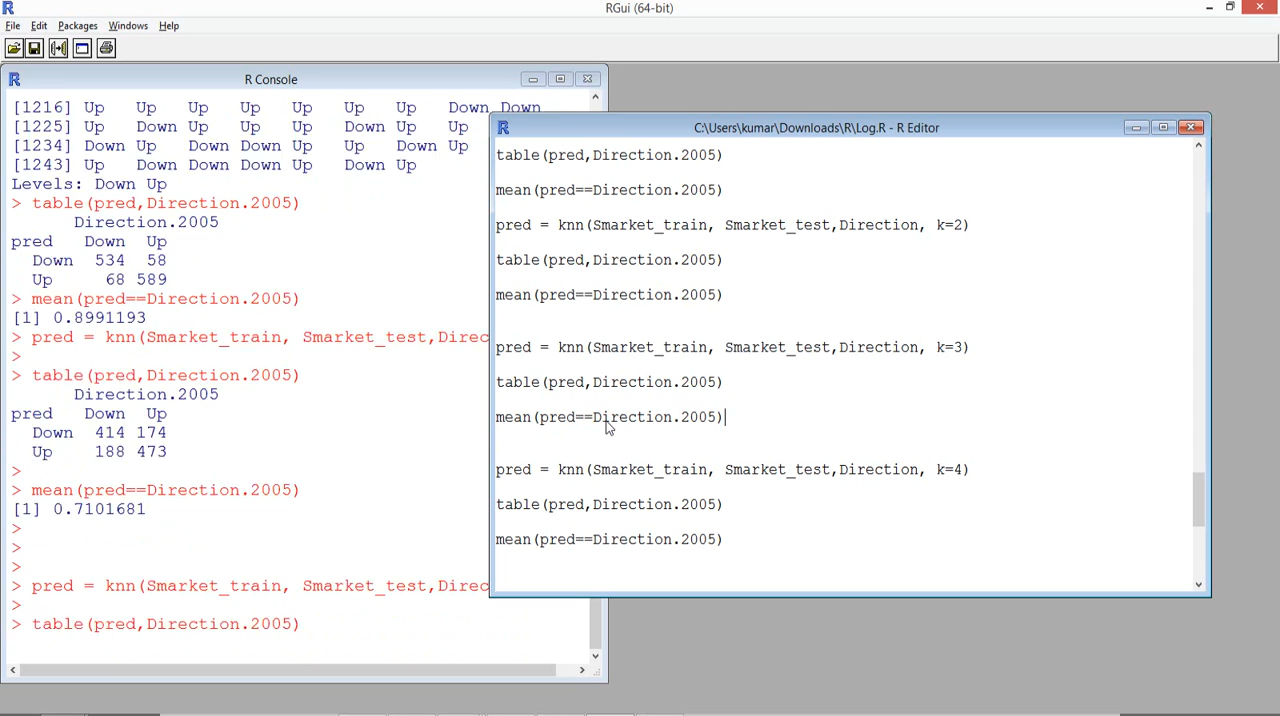 RGui (64-bit)
File Edit Packages Windows Help
R Console
[1216] Up Up Up Up Up Up Up Down Down
[1225] Up Down Up Up Up Down Up Up
[1234] Down Up Down Down Up Up Down Up
[1243] Up Down Down Down Up Down Up
Levels: Down Up
> table(pred,Direction.2005)
Direction.2005
pred Down Up
Down 534 58
Up 68 589
> mean(pred==Direction.2005)
[1] 0.8991193
> pred = knn(Smarket_train, Smarket_test,Direc
>
> table(pred,Direction.2005)
Direction.2005
pred Down Up
Down 414 174
Up 188 473
>
> mean(pred==Direction.2005)
[1] 0.7101681
>
>
>
> pred = knn(Smarket_train, Smarket_test,Direc
>
> table(pred,Direction.2005)
C:\Users\kumar\Downloads\R\Log.R - R Editor
table(pred,Direction.2005)
mean(pred==Direction.2005)
pred = knn(Smarket_train, Smarket_test,Direction, k=2)
table(pred,Direction.2005)
mean(pred==Direction.2005)
pred = knn(Smarket_train, Smarket_test,Direction, k=3)
table(pred,Direction.2005)
mean(pred==Direction.2005)
pred = knn(Smarket_train, Smarket_test,Direction, k=4)
table(pred,Direction.2005)
mean(pred==Direction.2005)